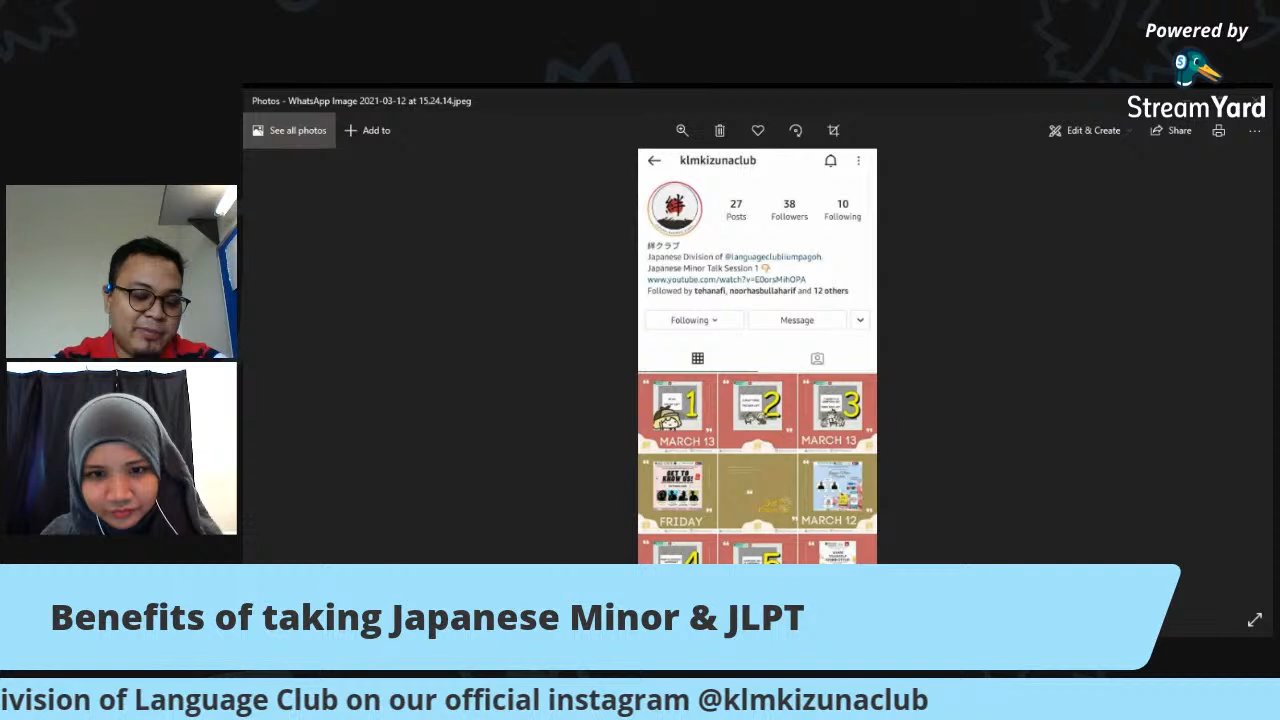 Powered by
StreamYard
Photos - WhatsApp Image 2021-03-12 at 15.24.14.jpeg
See all photos
Add to
Edit & Create
Share
klmkizunaclub
27
38
10
Posts
Followers
Following
絆クラブ
Japanese Division of @languageclubiiumpagoh.
Japanese Minor Talk Session 1
www.youtube.com/watch?v=E0orsMihOPA
Followed by tehanafi, noorhasbullaharif and 12 others
Following
Message
1
2
3
MARCH 13
MARCH 13
GET TO
KNOW US!
FRIDAY
MARCH 12
4
5
Benefits of taking Japanese Minor & JLPT
ivision of Language Club on our official instagram @klmkizunaclub